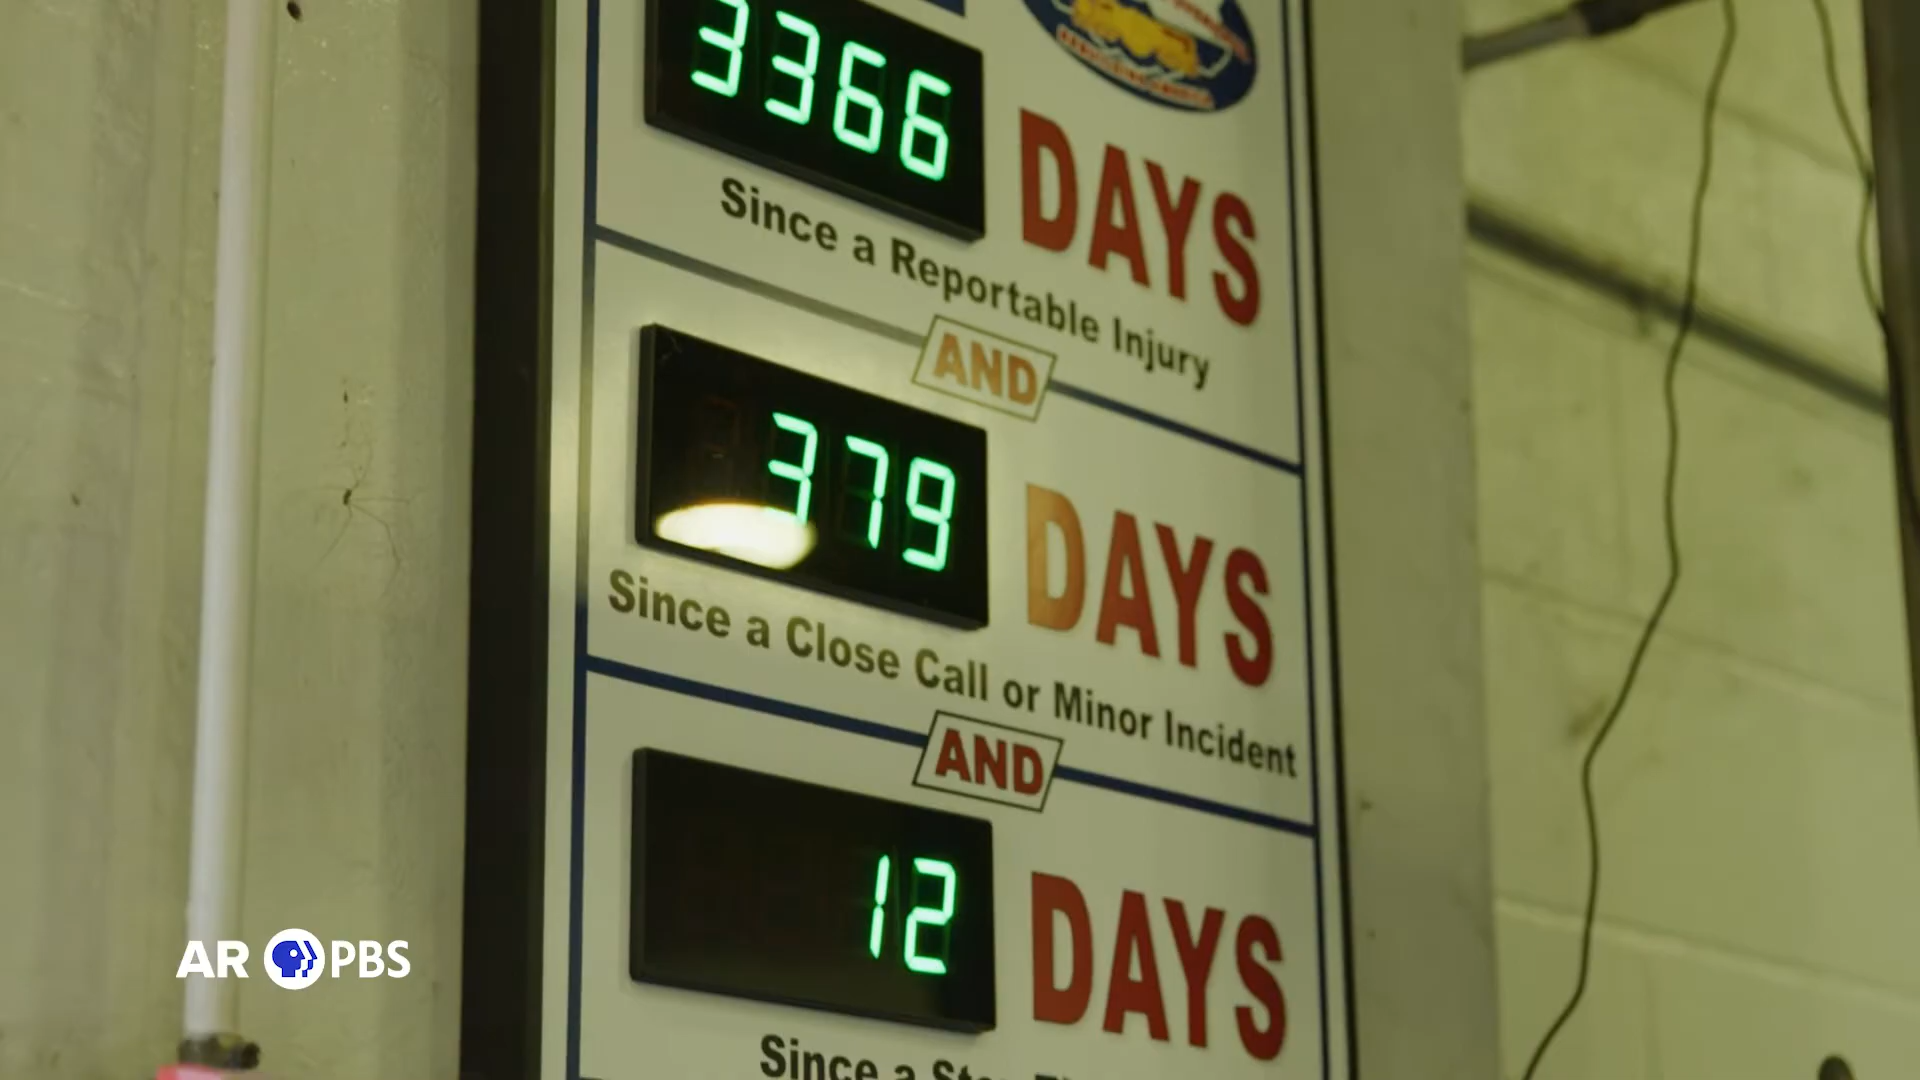 3366
DAYS
Since a Reportable Injury
AND
379
DAYS
Since a Close Call or Minor Incident
AND
12
DAYS
Since a
AR PBS